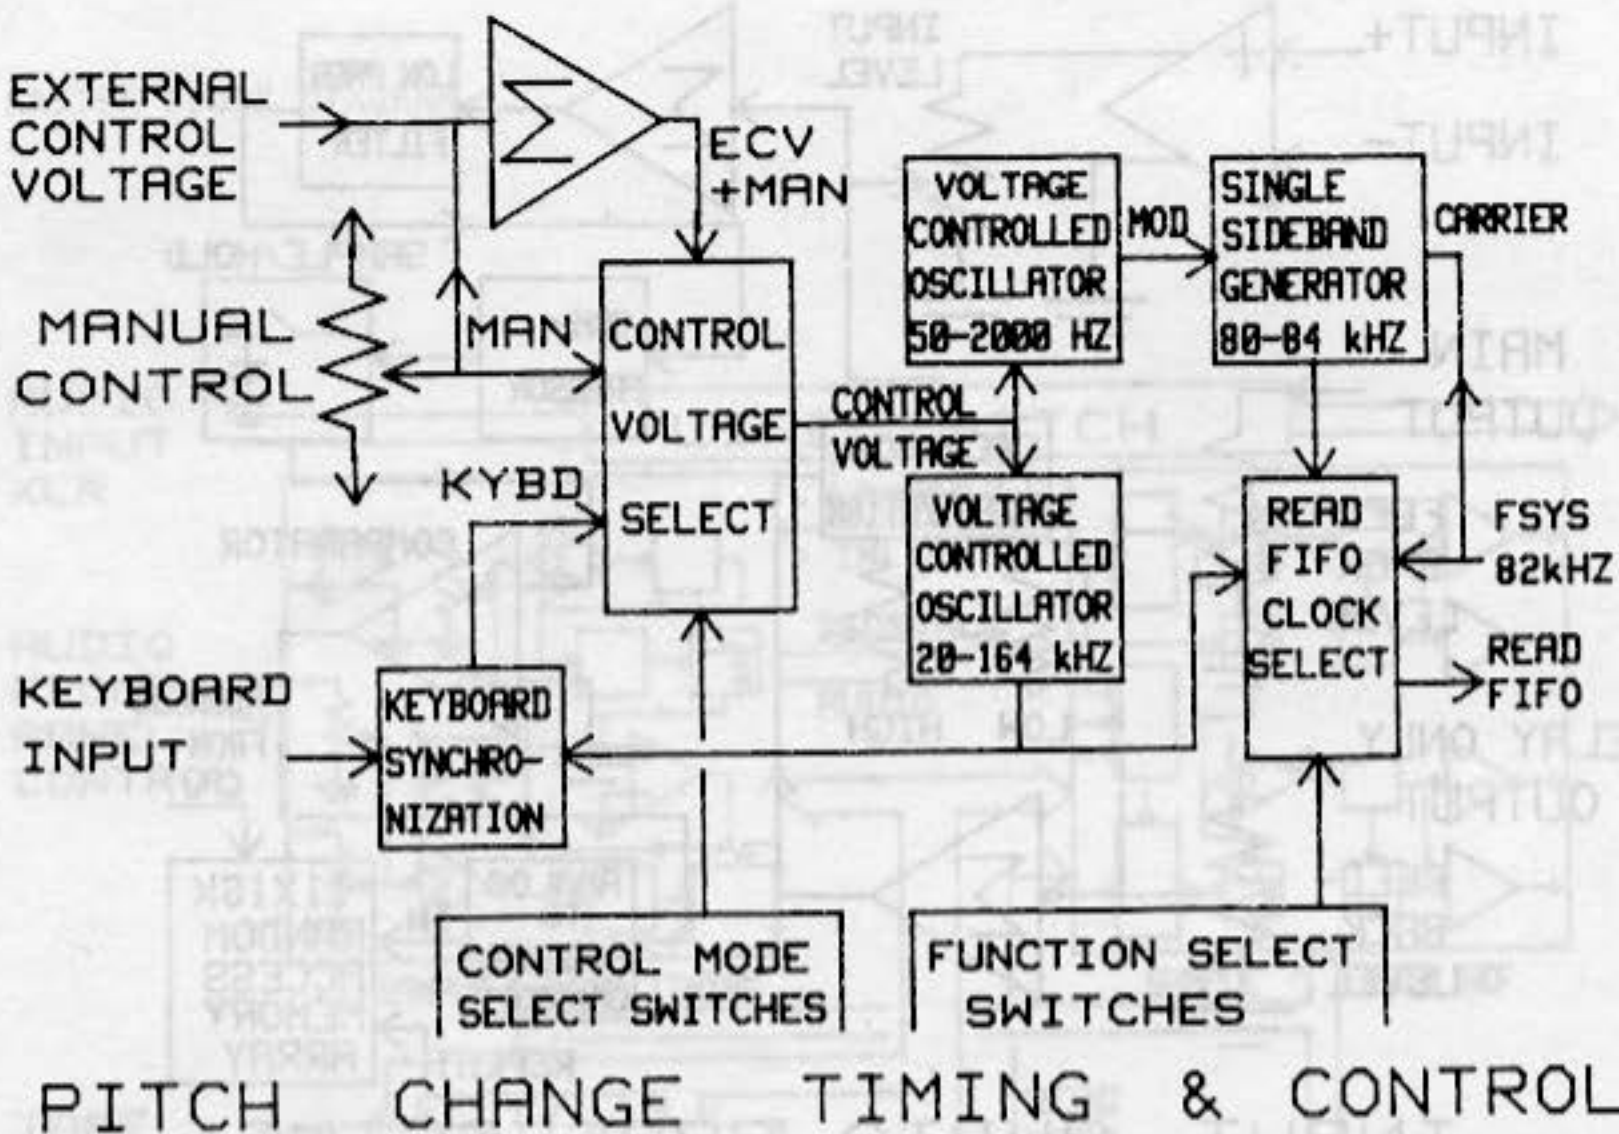 EXTERNAL
CONTROL
VOLTAGE
Σ
ECV
+MAN
MANUAL
CONTROL
MAN
KYBD
CONTROL
VOLTAGE
SELECT
CONTROL
VOLTAGE
VOLTAGE
CONTROLLED
OSCILLATOR
50-2000 HZ
MOD
SINGLE
SIDEBAND
GENERATOR
80-84 kHZ
CARRIER
VOLTAGE
CONTROLLED
OSCILLATOR
20-164 kHZ
READ
FIFO
CLOCK
SELECT
FSYS
82kHZ
READ
FIFO
KEYBOARD
INPUT
KEYBOARD
SYNCHRO-
NIZATION
CONTROL MODE
SELECT SWITCHES
FUNCTION SELECT
SWITCHES
PITCH CHANGE TIMING & CONTROL